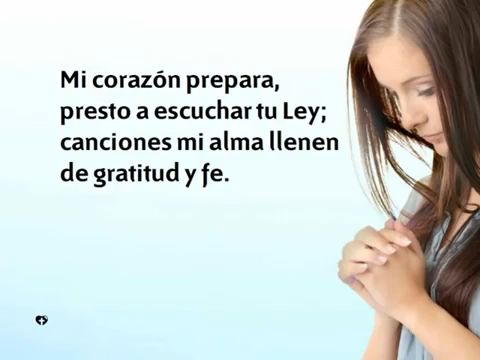 Mi corazón prepara,
presto a escuchar tu Ley;
canciones mi alma llenen
de gratitud y fe.